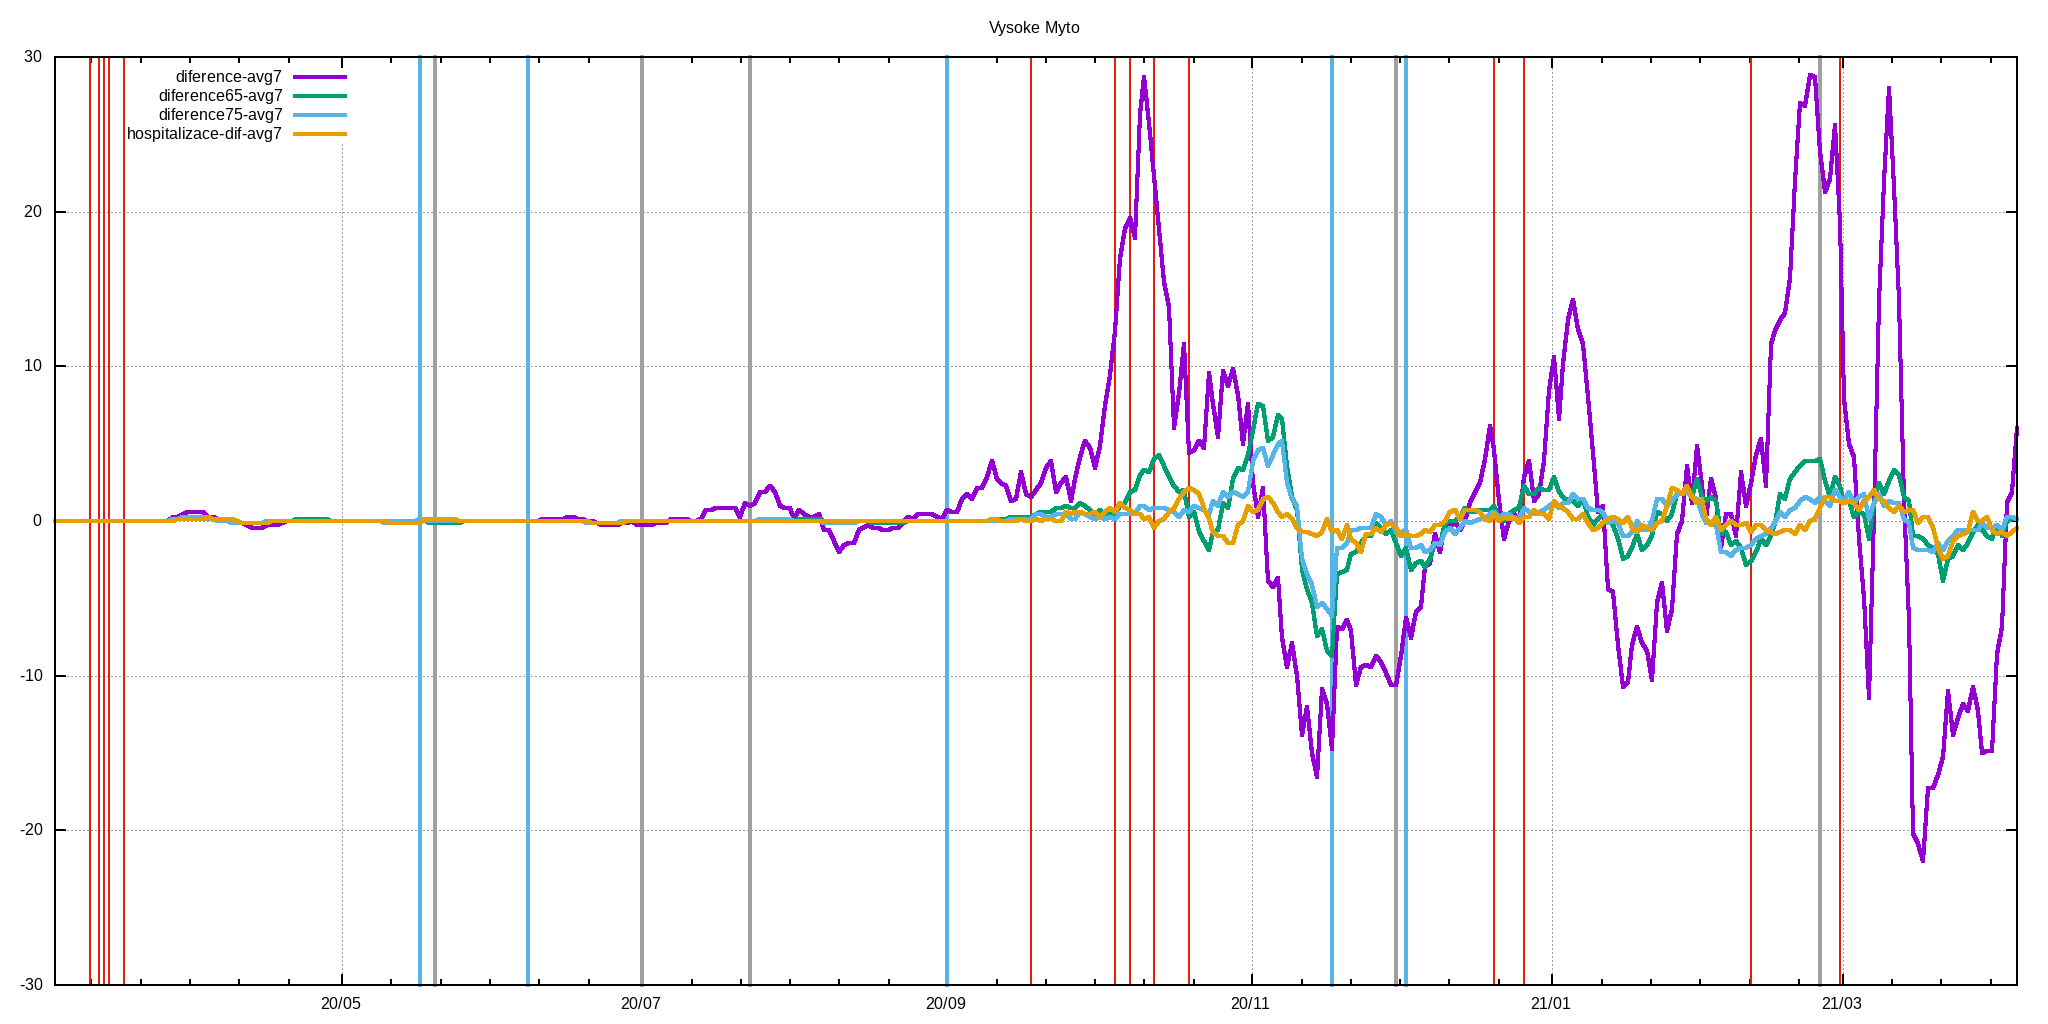 Vysoke Myto
diference-avg7
diference65-avg7
diference75-avg7
hospitalizace-dif-avg7
30
20
10
0
-10
-20
-30
20/05 20/07 20/09 20/11 21/01 21/03